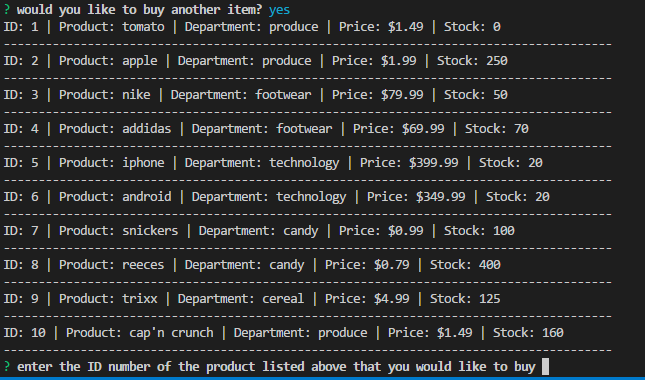 ? would you like to buy another item? yes
ID: 1 | Product: tomato | Department: produce | Price: $1.49 | Stock: 0
---------------------------------------------------------------------------------------
ID: 2 | Product: apple | Department: produce | Price: $1.99 | Stock: 250
---------------------------------------------------------------------------------------
ID: 3 | Product: nike | Department: footwear | Price: $79.99 | Stock: 50
---------------------------------------------------------------------------------------
ID: 4 | Product: addidas | Department: footwear | Price: $69.99 | Stock: 70
---------------------------------------------------------------------------------------
ID: 5 | Product: iphone | Department: technology | Price: $399.99 | Stock: 20
---------------------------------------------------------------------------------------
ID: 6 | Product: android | Department: technology | Price: $349.99 | Stock: 20
---------------------------------------------------------------------------------------
ID: 7 | Product: snickers | Department: candy | Price: $0.99 | Stock: 100
---------------------------------------------------------------------------------------
ID: 8 | Product: reeces | Department: candy | Price: $0.79 | Stock: 400
---------------------------------------------------------------------------------------
ID: 9 | Product: trixx | Department: cereal | Price: $4.99 | Stock: 125
---------------------------------------------------------------------------------------
ID: 10 | Product: cap'n crunch | Department: produce | Price: $1.49 | Stock: 160
---------------------------------------------------------------------------------------
? enter the ID number of the product listed above that you would like to buy